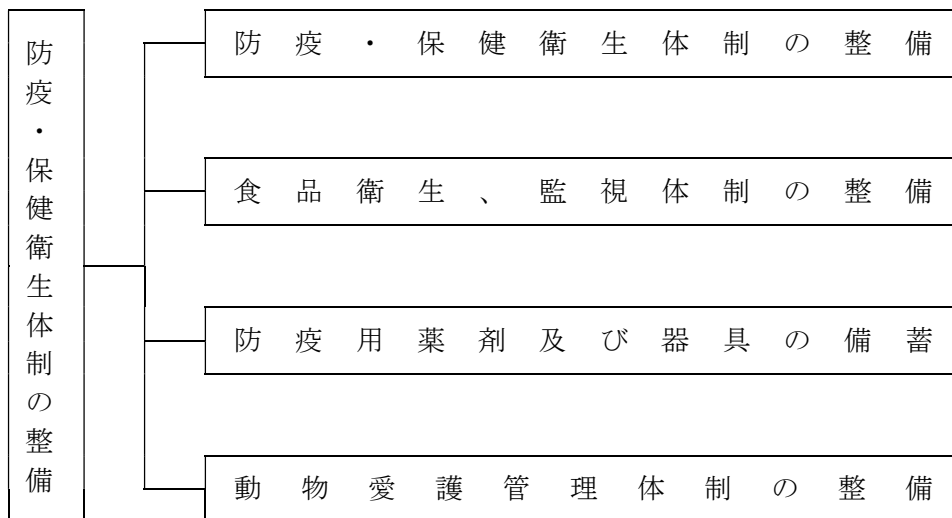 防疫・保健衛生体制の整備
防疫・保健衛生体制の整備
食品衛生、監視体制の整備
防疫用薬剤及び器具の備蓄
動物愛護管理体制の整備